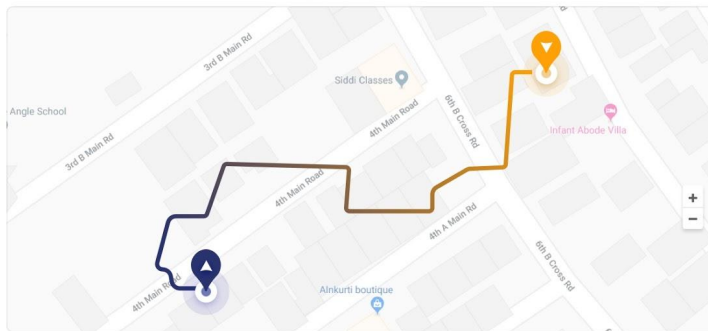 3rd B Main Rd
Siddi Classes
4th Main Road
6th B Cross Rd
Angle School
Infant Abode Villa
3rd B Main Rd
4th Main Road
4th A Main Rd
+
−
6th B Cross Rd
4th Main Road
Alnkurti boutique